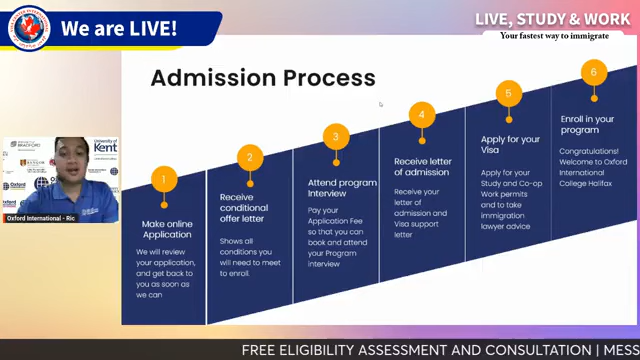 We are LIVE!
LIVE, STUDY & WORK
Your fastest way to immigrate
Admission Process
1
Make online
Application
We will review
your application,
and get back to
you as soon as
we can
2
Receive
conditional
offer letter
Shows all
conditions you
will need to meet
to enroll.
3
Attend program
Interview
Pay your
Application Fee
so that you can
book and attend
your Program
interview
4
Receive letter
of admission
Receive your
letter of
admission and
Visa support
letter
5
Apply for your
Visa
Apply for your
Study and Co-op
Work permits
and to take
immigration
lawyer advice
6
Enroll in your
program
Congratulations!
Welcome to Oxford
International
College Halifax
University of
Kent
BRADFORD
BANGOR
Oxford International - Ric
FREE ELIGIBILITY ASSESSMENT AND CONSULTATION | MESS